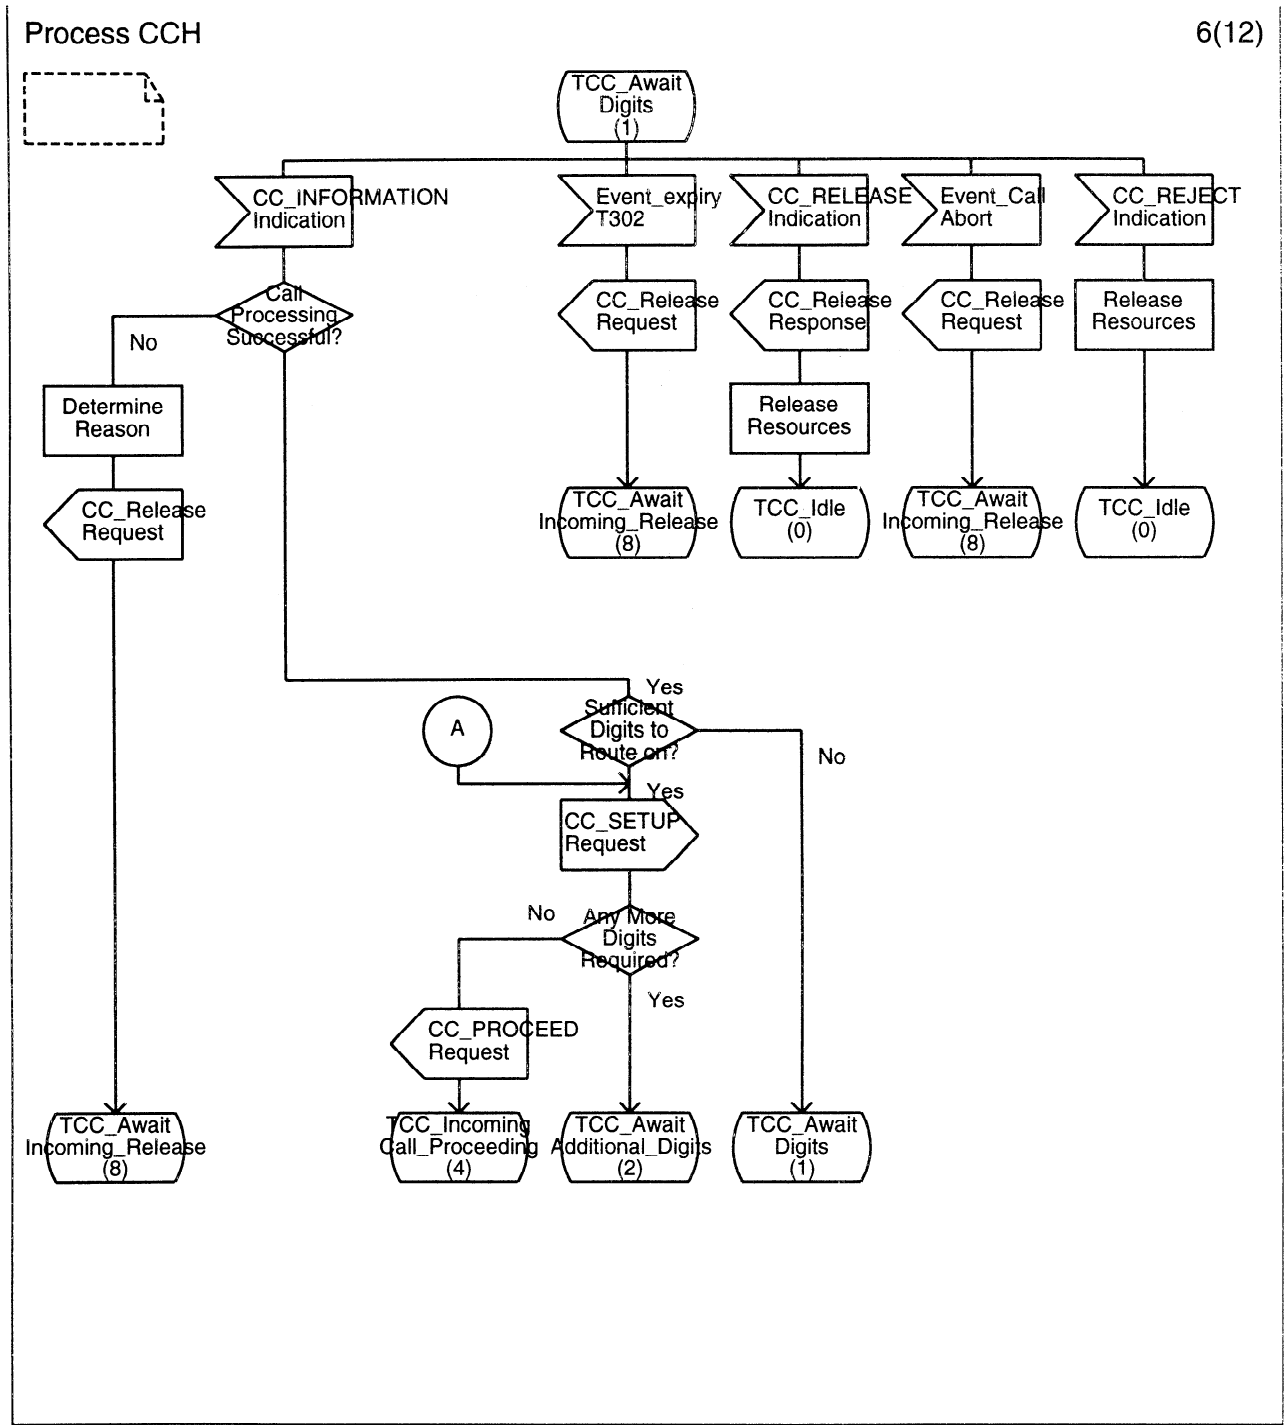 Process CCH
6(12)
TCC_Await
Digits
(1)
CC_INFORMATION
Indication
Event_expiry
T302
CC_RELEASE
Indication
Event_Call
Abort
CC_REJECT
Indication
Call
Processing
Successful?
No
CC_Release
Request
CC_Release
Response
CC_Release
Request
Release
Resources
Determine
Reason
Release
Resources
CC_Release
Request
TCC_Await
Incoming_Release
(8)
TCC_Idle
(0)
TCC_Await
Incoming_Release
(8)
TCC_Idle
(0)
Yes
Sufficient
Digits to
Route on?
A
No
Yes
CC_SETUP
Request
No
Any More
Digits
Required?
Yes
CC_PROCEED
Request
TCC_Await
Incoming_Release
(8)
TCC_Incoming
Call_Proceeding
(4)
TCC_Await
Additional_Digits
(2)
TCC_Await
Digits
(1)